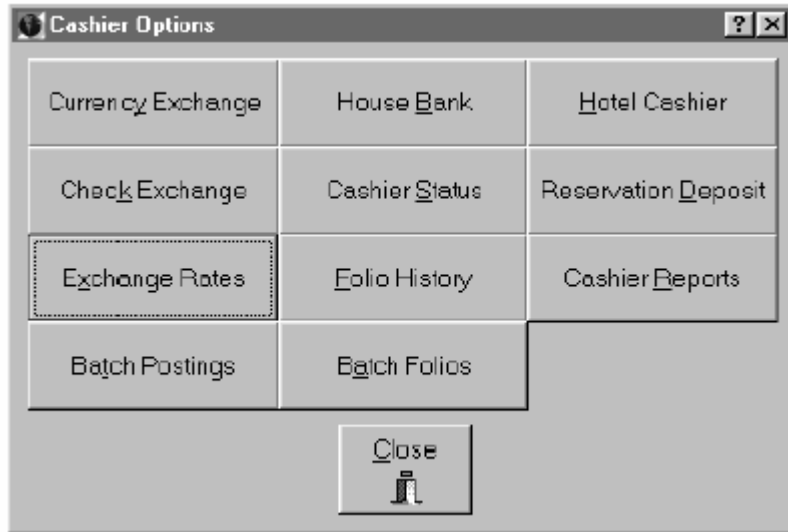 Cashier Options
? ×
Currency Exchange
House Bank
Hotel Cashier
Check Exchange
Cashier Status
Reservation Deposit
Exchange Rates
Folio History
Cashier Reports
Batch Postings
Batch Folios
Close